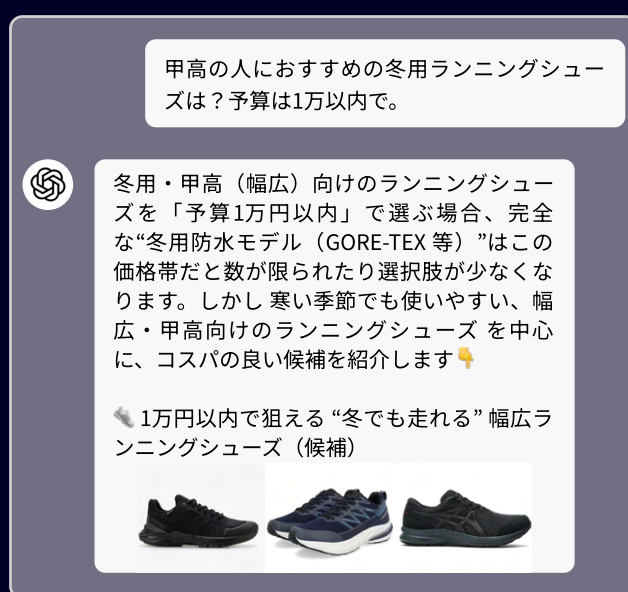 甲高の人におすすめの冬用ランニングシュー
ズは？予算は1万以内で。
冬用・甲高（幅広）向けのランニングシュー
ズを「予算1万円以内」で選ぶ場合、完全
な“冬用防水モデル（GORE-TEX 等）”はこの
価格帯だと数が限られたり選択肢が少なくな
ります。しかし 寒い季節でも使いやすい、幅
広・甲高向けのランニングシューズ を中心
に、コスパの良い候補を紹介します👇
👟 1万円以内で狙える “冬でも走れる” 幅広ラ
ンニングシューズ（候補）